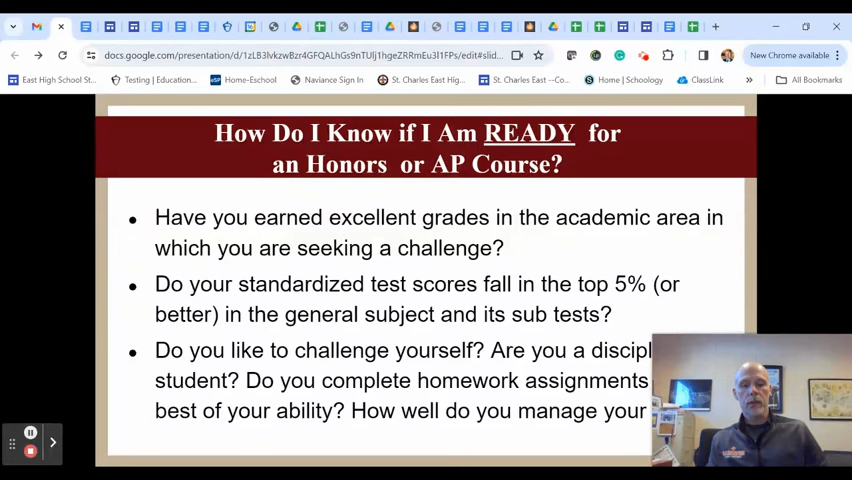 docs.google.com/presentation/d/1zLB3lvkzwBzr4GFQALhGs9nTUlj1hgeZRRmEu3l1FPs/edit#slid...
New Chrome available
East High School St...
Testing | Education...
Home-Eschool
Naviance Sign In
St. Charles East Hig...
St. Charles East --Co...
Home | Schoology
ClassLink
»
All Bookmarks
How Do I Know if I Am READY for
an Honors or AP Course?
Have you earned excellent grades in the academic area in
which you are seeking a challenge?
Do your standardized test scores fall in the top 5% (or
better) in the general subject and its sub tests?
Do you like to challenge yourself? Are you a discipl
student? Do you complete homework assignments
best of your ability? How well do you manage your